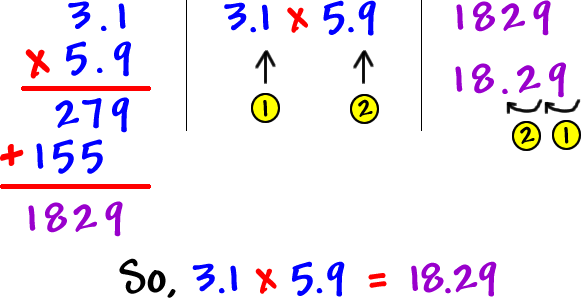 3.1
x 5.9
279
+ 155
1829
3.1 x 5.9
1 2
1829
18.29
2 1
So, 3.1 x 5.9 = 18.29